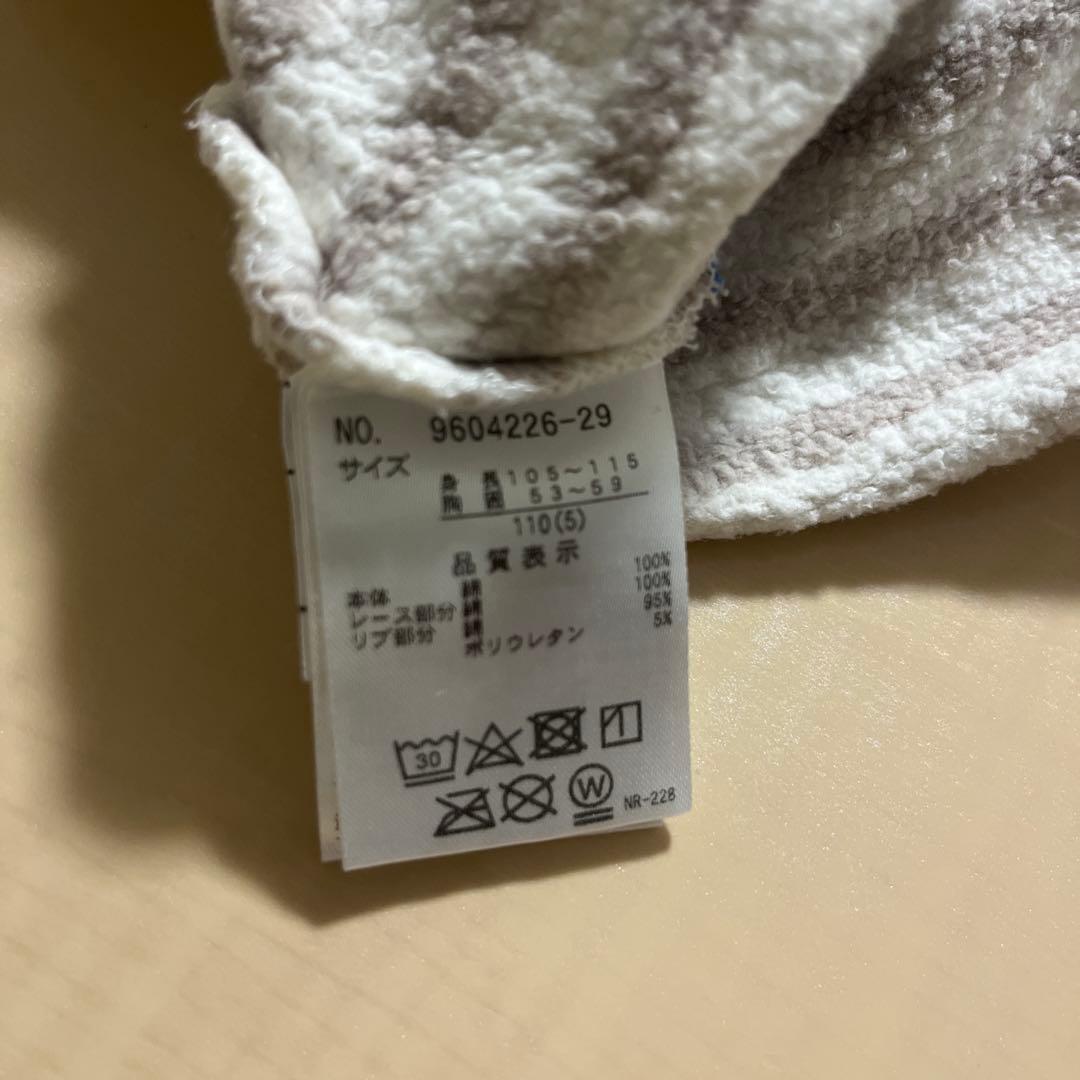 NO. 9604226-29
サイズ
身長105~115
胸囲 53~59
110(5)
品質表示
本体 綿 100%
レース部分 綿 100%
リブ部分 綿 95%
ポリウレタン 5%
30
W
NR-228